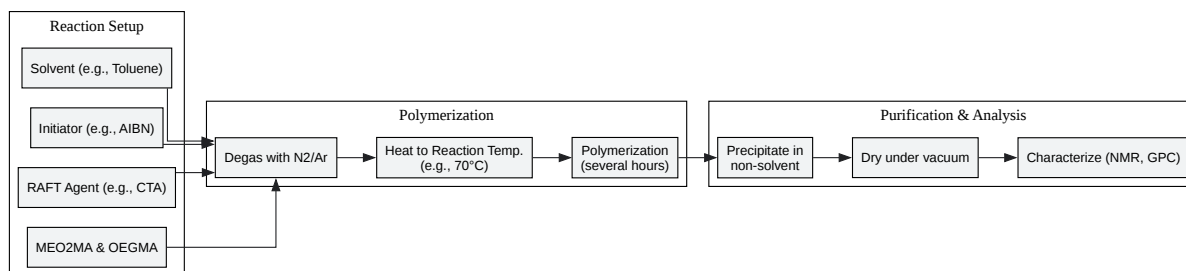 Reaction Setup
Solvent (e.g., Toluene)
Initiator (e.g., AIBN)
RAFT Agent (e.g., CTA)
MEO2MA & OEGMA
Polymerization
Degas with N2/Ar
Heat to Reaction Temp.
(e.g., 70°C)
Polymerization
(several hours)
Purification & Analysis
Precipitate in
non-solvent
Dry under vacuum
Characterize (NMR, GPC)